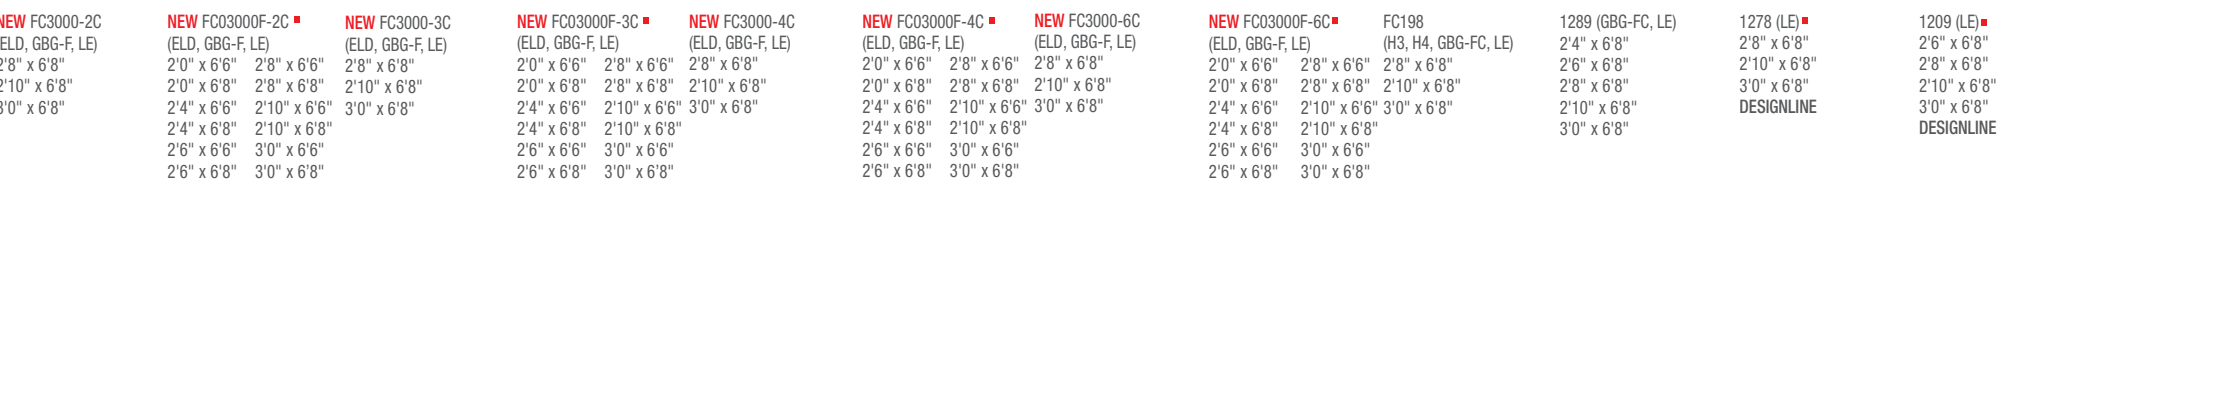 NEW FC3000-2C
(ELD, GBG-F, LE)
2'8" x 6'8"
2'10" x 6'8"
3'0" x 6'8"
NEW FC03000F-2C
(ELD, GBG-F, LE)
2'0" x 6'6" 2'8" x 6'6"
2'0" x 6'8" 2'8" x 6'8"
2'4" x 6'6" 2'10" x 6'6"
2'4" x 6'8" 2'10" x 6'8"
2'6" x 6'6" 3'0" x 6'6"
2'6" x 6'8" 3'0" x 6'8"
NEW FC3000-3C
(ELD, GBG-F, LE)
2'8" x 6'8"
2'10" x 6'8"
3'0" x 6'8"
NEW FC03000F-3C
(ELD, GBG-F, LE)
2'0" x 6'6" 2'8" x 6'6"
2'0" x 6'8" 2'8" x 6'8"
2'4" x 6'6" 2'10" x 6'6"
2'4" x 6'8" 2'10" x 6'8"
2'6" x 6'6" 3'0" x 6'6"
2'6" x 6'8" 3'0" x 6'8"
NEW FC3000-4C
(ELD, GBG-F, LE)
2'8" x 6'8"
2'10" x 6'8"
3'0" x 6'8"
NEW FC03000F-4C
(ELD, GBG-F, LE)
2'0" x 6'6" 2'8" x 6'6"
2'0" x 6'8" 2'8" x 6'8"
2'4" x 6'6" 2'10" x 6'6"
2'4" x 6'8" 2'10" x 6'8"
2'6" x 6'6" 3'0" x 6'6"
2'6" x 6'8" 3'0" x 6'8"
NEW FC3000-6C
(ELD, GBG-F, LE)
2'8" x 6'8"
2'10" x 6'8"
3'0" x 6'8"
NEW FC03000F-6C
(ELD, GBG-F, LE)
2'0" x 6'6" 2'8" x 6'6"
2'0" x 6'8" 2'8" x 6'8"
2'4" x 6'6" 2'10" x 6'6"
2'4" x 6'8" 2'10" x 6'8"
2'6" x 6'6" 3'0" x 6'6"
2'6" x 6'8" 3'0" x 6'8"
FC198
(H3, H4, GBG-FC, LE)
2'8" x 6'8"
2'10" x 6'8"
3'0" x 6'8"
1289 (GBG-FC, LE)
2'4" x 6'8"
2'6" x 6'8"
2'8" x 6'8"
2'10" x 6'8"
3'0" x 6'8"
1278 (LE)
2'8" x 6'8"
2'10" x 6'8"
3'0" x 6'8"
DESIGNLINE
1209 (LE)
2'6" x 6'8"
2'8" x 6'8"
2'10" x 6'8"
3'0" x 6'8"
DESIGNLINE